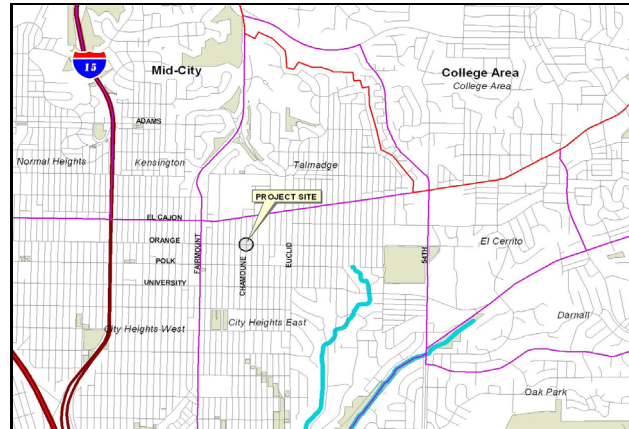 15
Mid-City
College Area
College Area
ADAMS
Normal Heights
Kensington
Talmadge
PROJECT SITE
EL CAJON
ORANGE
POLK
UNIVERSITY
FAIRMOUNT
CHAMOUNE
EUCLID
54TH
El Cerrito
City Heights West
City Heights East
Darnall
Oak Park